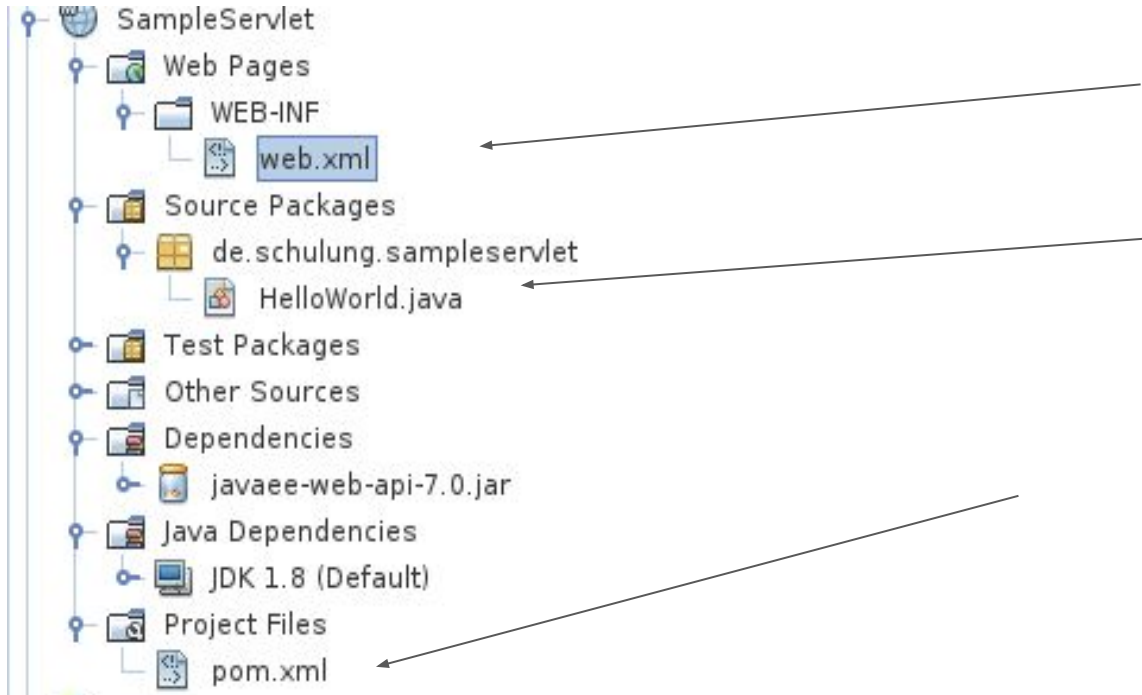 SampleServlet
Web Pages
WEB-INF
web.xml
Source Packages
de.schulung.sampleservlet
HelloWorld.java
Test Packages
Other Sources
Dependencies
javaee-web-api-7.0.jar
Java Dependencies
JDK 1.8 (Default)
Project Files
pom.xml